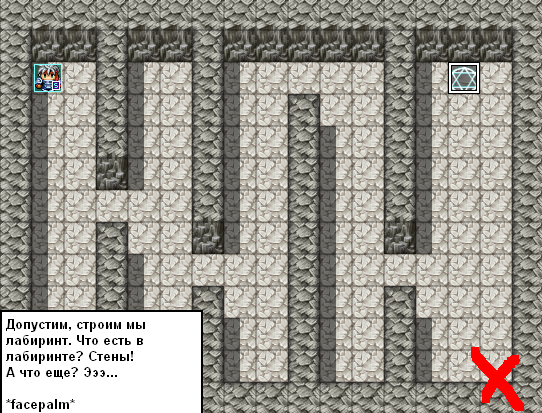 Допустим, строим мы
лабиринт. Что есть в
лабиринте? Стены!
А что еще? Эээ...
*facepalm*